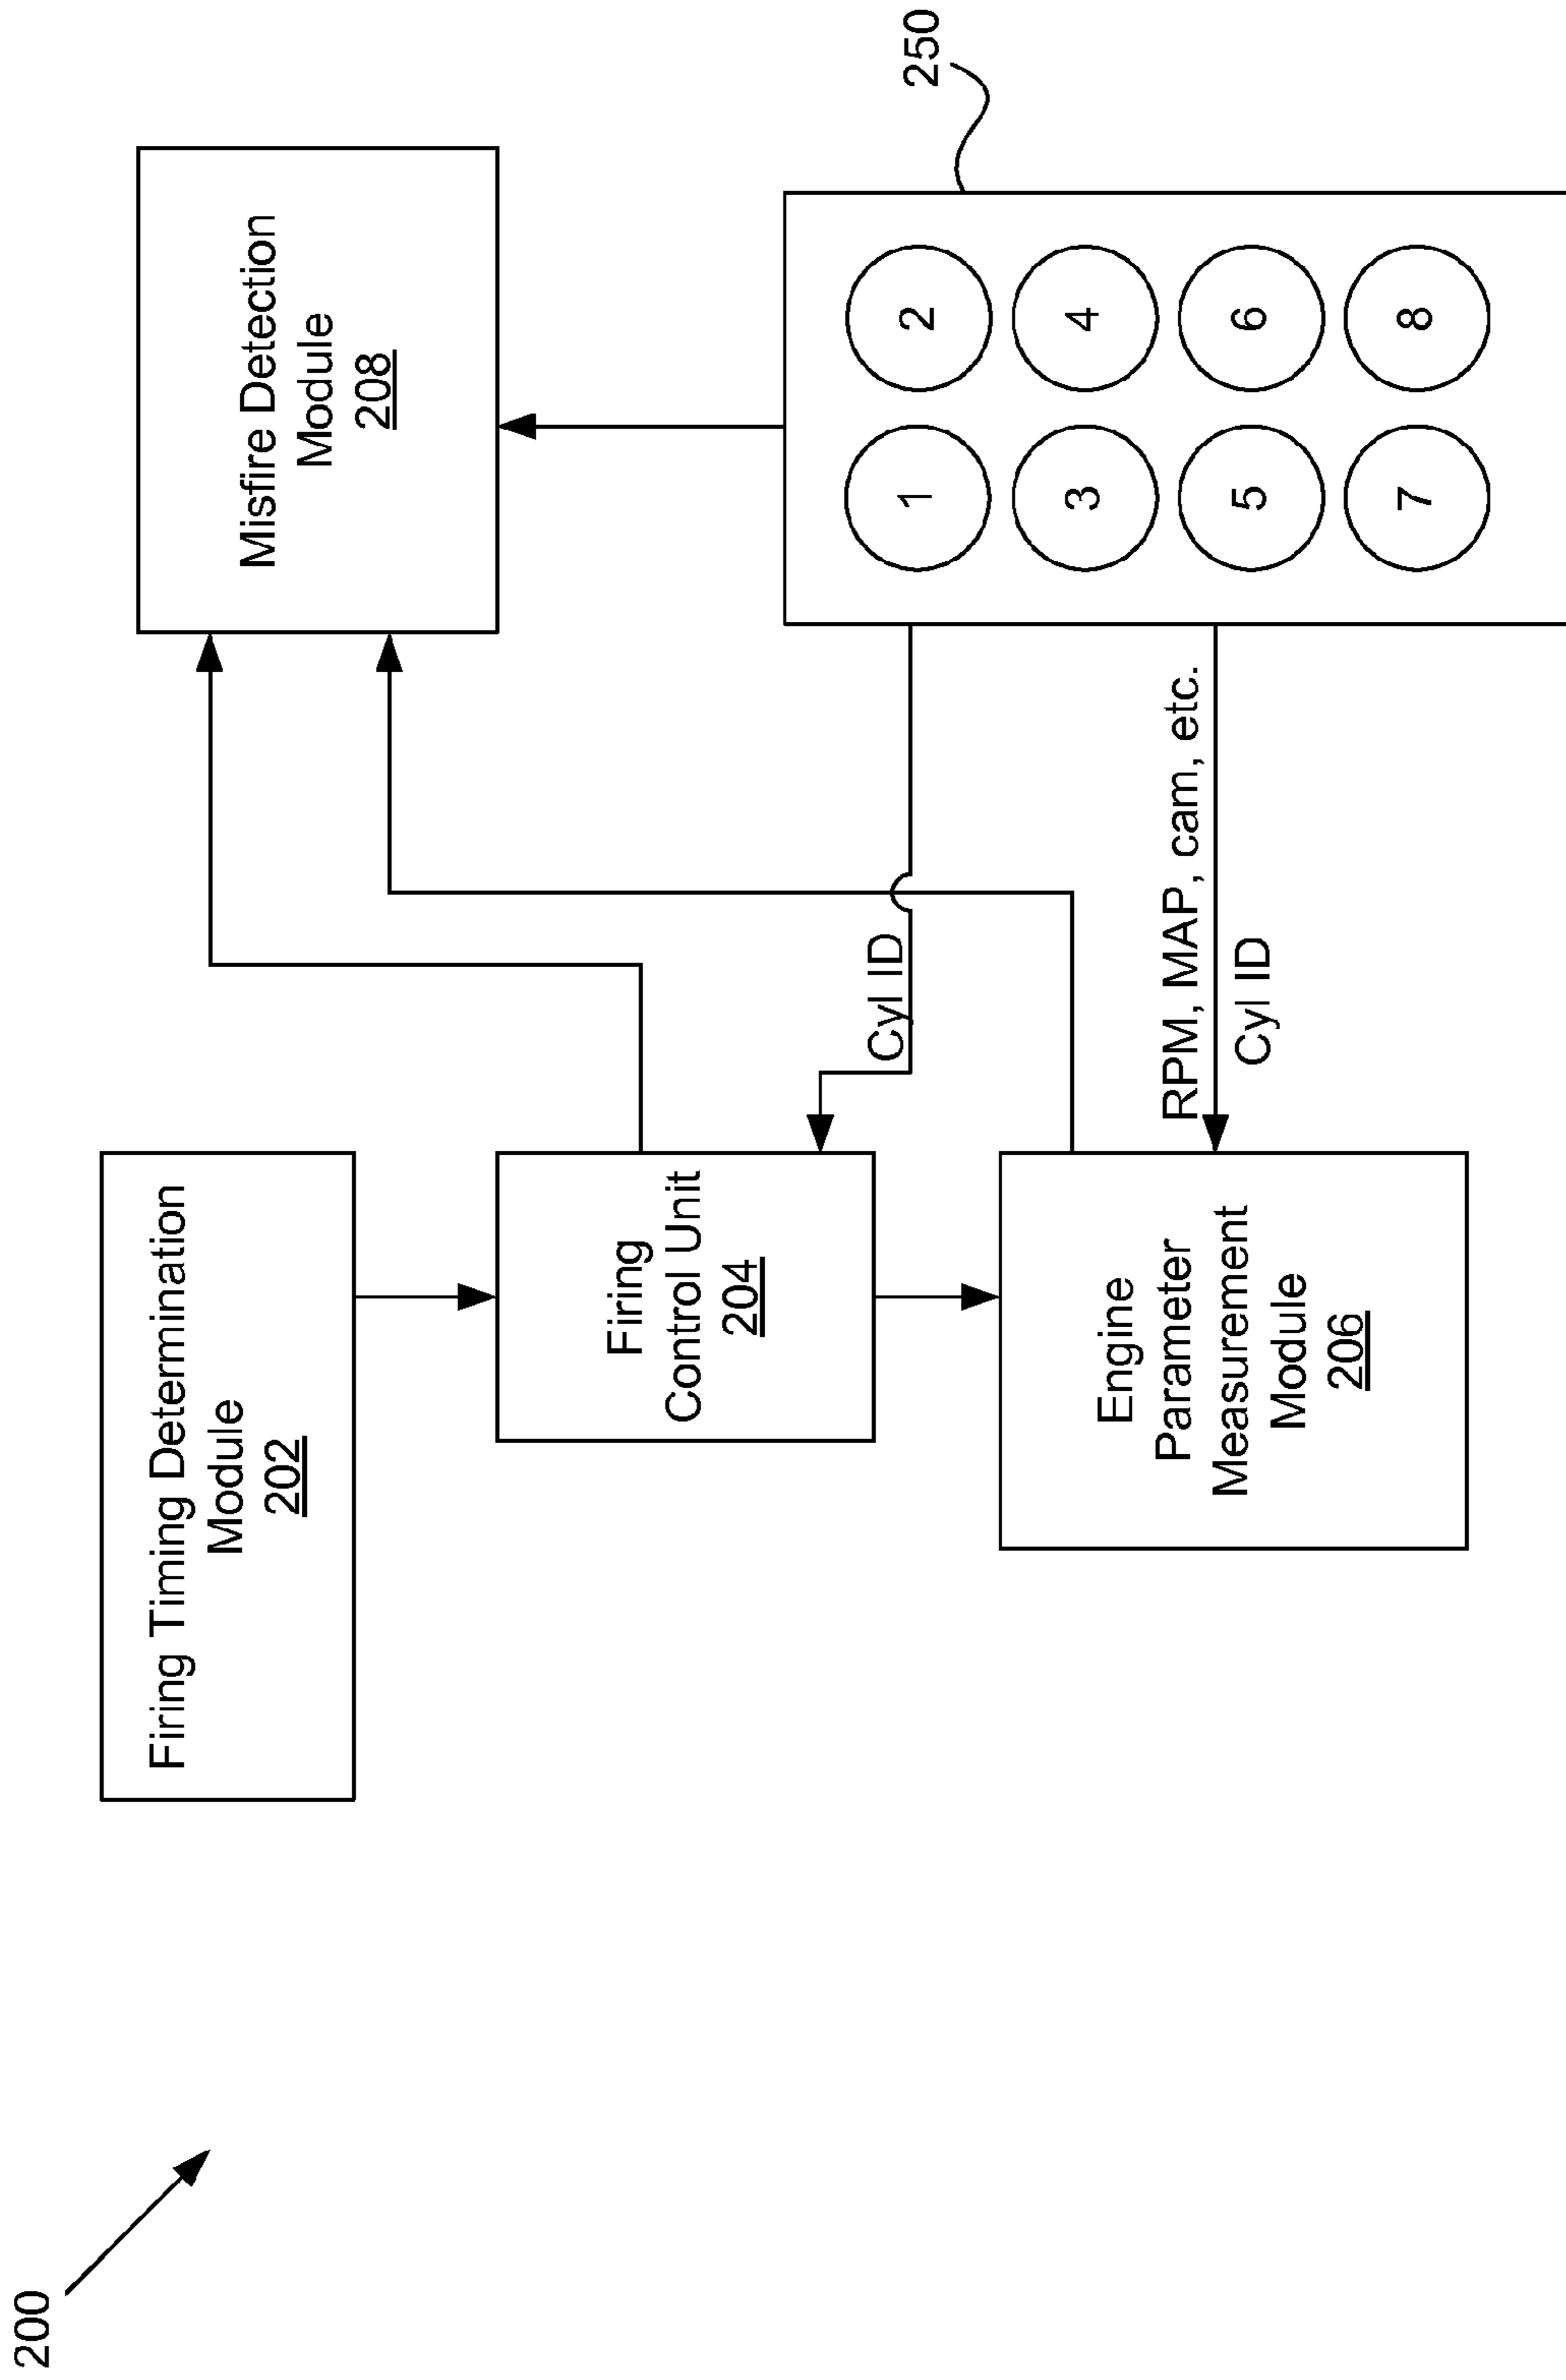 200
Firing Timing Determination
Module
202
Misfire Detection
Module
208
Firing
Control Unit
204
Cyl ID
250
1
2
3
4
5
6
7
8
Engine
Parameter
Measurement
Module
206
RPM, MAP, cam, etc.
Cyl ID